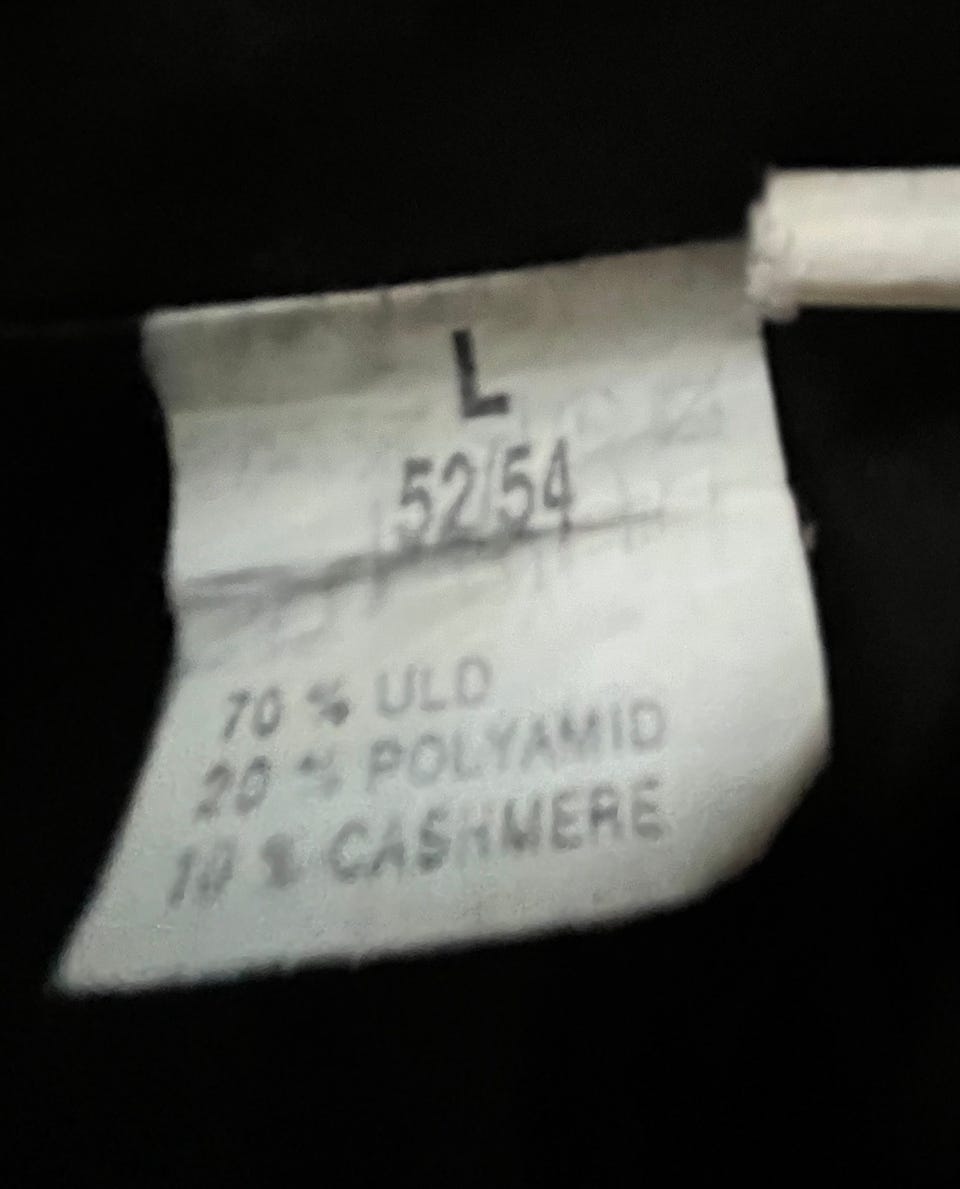 L
52/54
70 % ULD
20 % POLYAMID
10 % CASHMERE